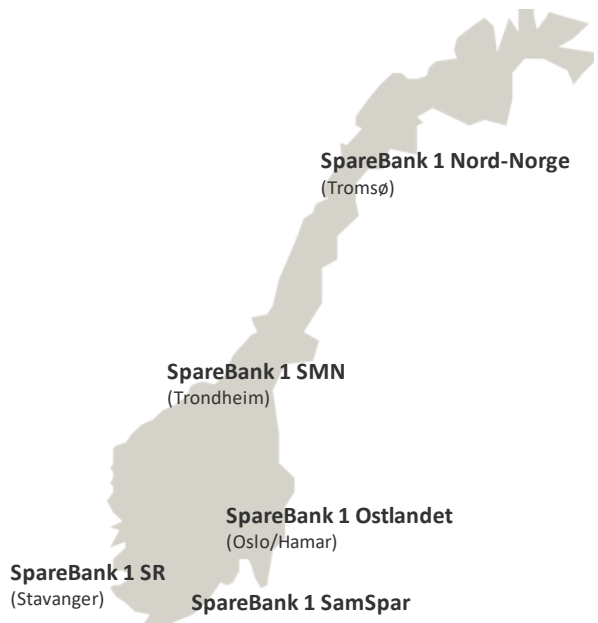 SpareBank 1 Nord-Norge
(Tromsø)
SpareBank 1 SMN
(Trondheim)
SpareBank 1 Ostlandet
(Oslo/Hamar)
SpareBank 1 SR
(Stavanger)
SpareBank 1 SamSpar